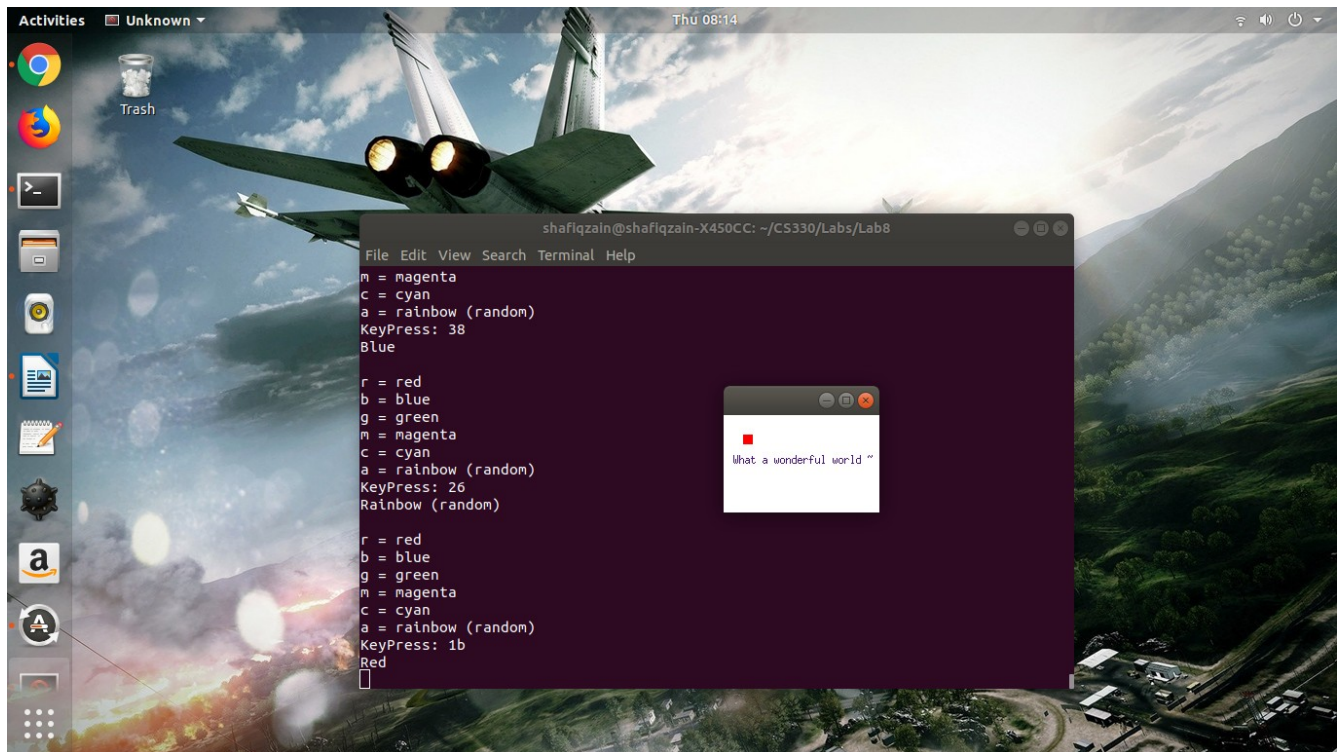 Activities Unknown Thu 08:14
Trash
shafiqzain@shafiqzain-X450CC: ~/CS330/Labs/Lab8
File Edit View Search Terminal Help
m = magenta
c = cyan
a = rainbow (random)
KeyPress: 38
Blue
r = red
b = blue
g = green
m = magenta
c = cyan
a = rainbow (random)
KeyPress: 26
Rainbow (random)
r = red
b = blue
g = green
m = magenta
c = cyan
a = rainbow (random)
KeyPress: 1b
Red
What a wonderful world ~
a
A